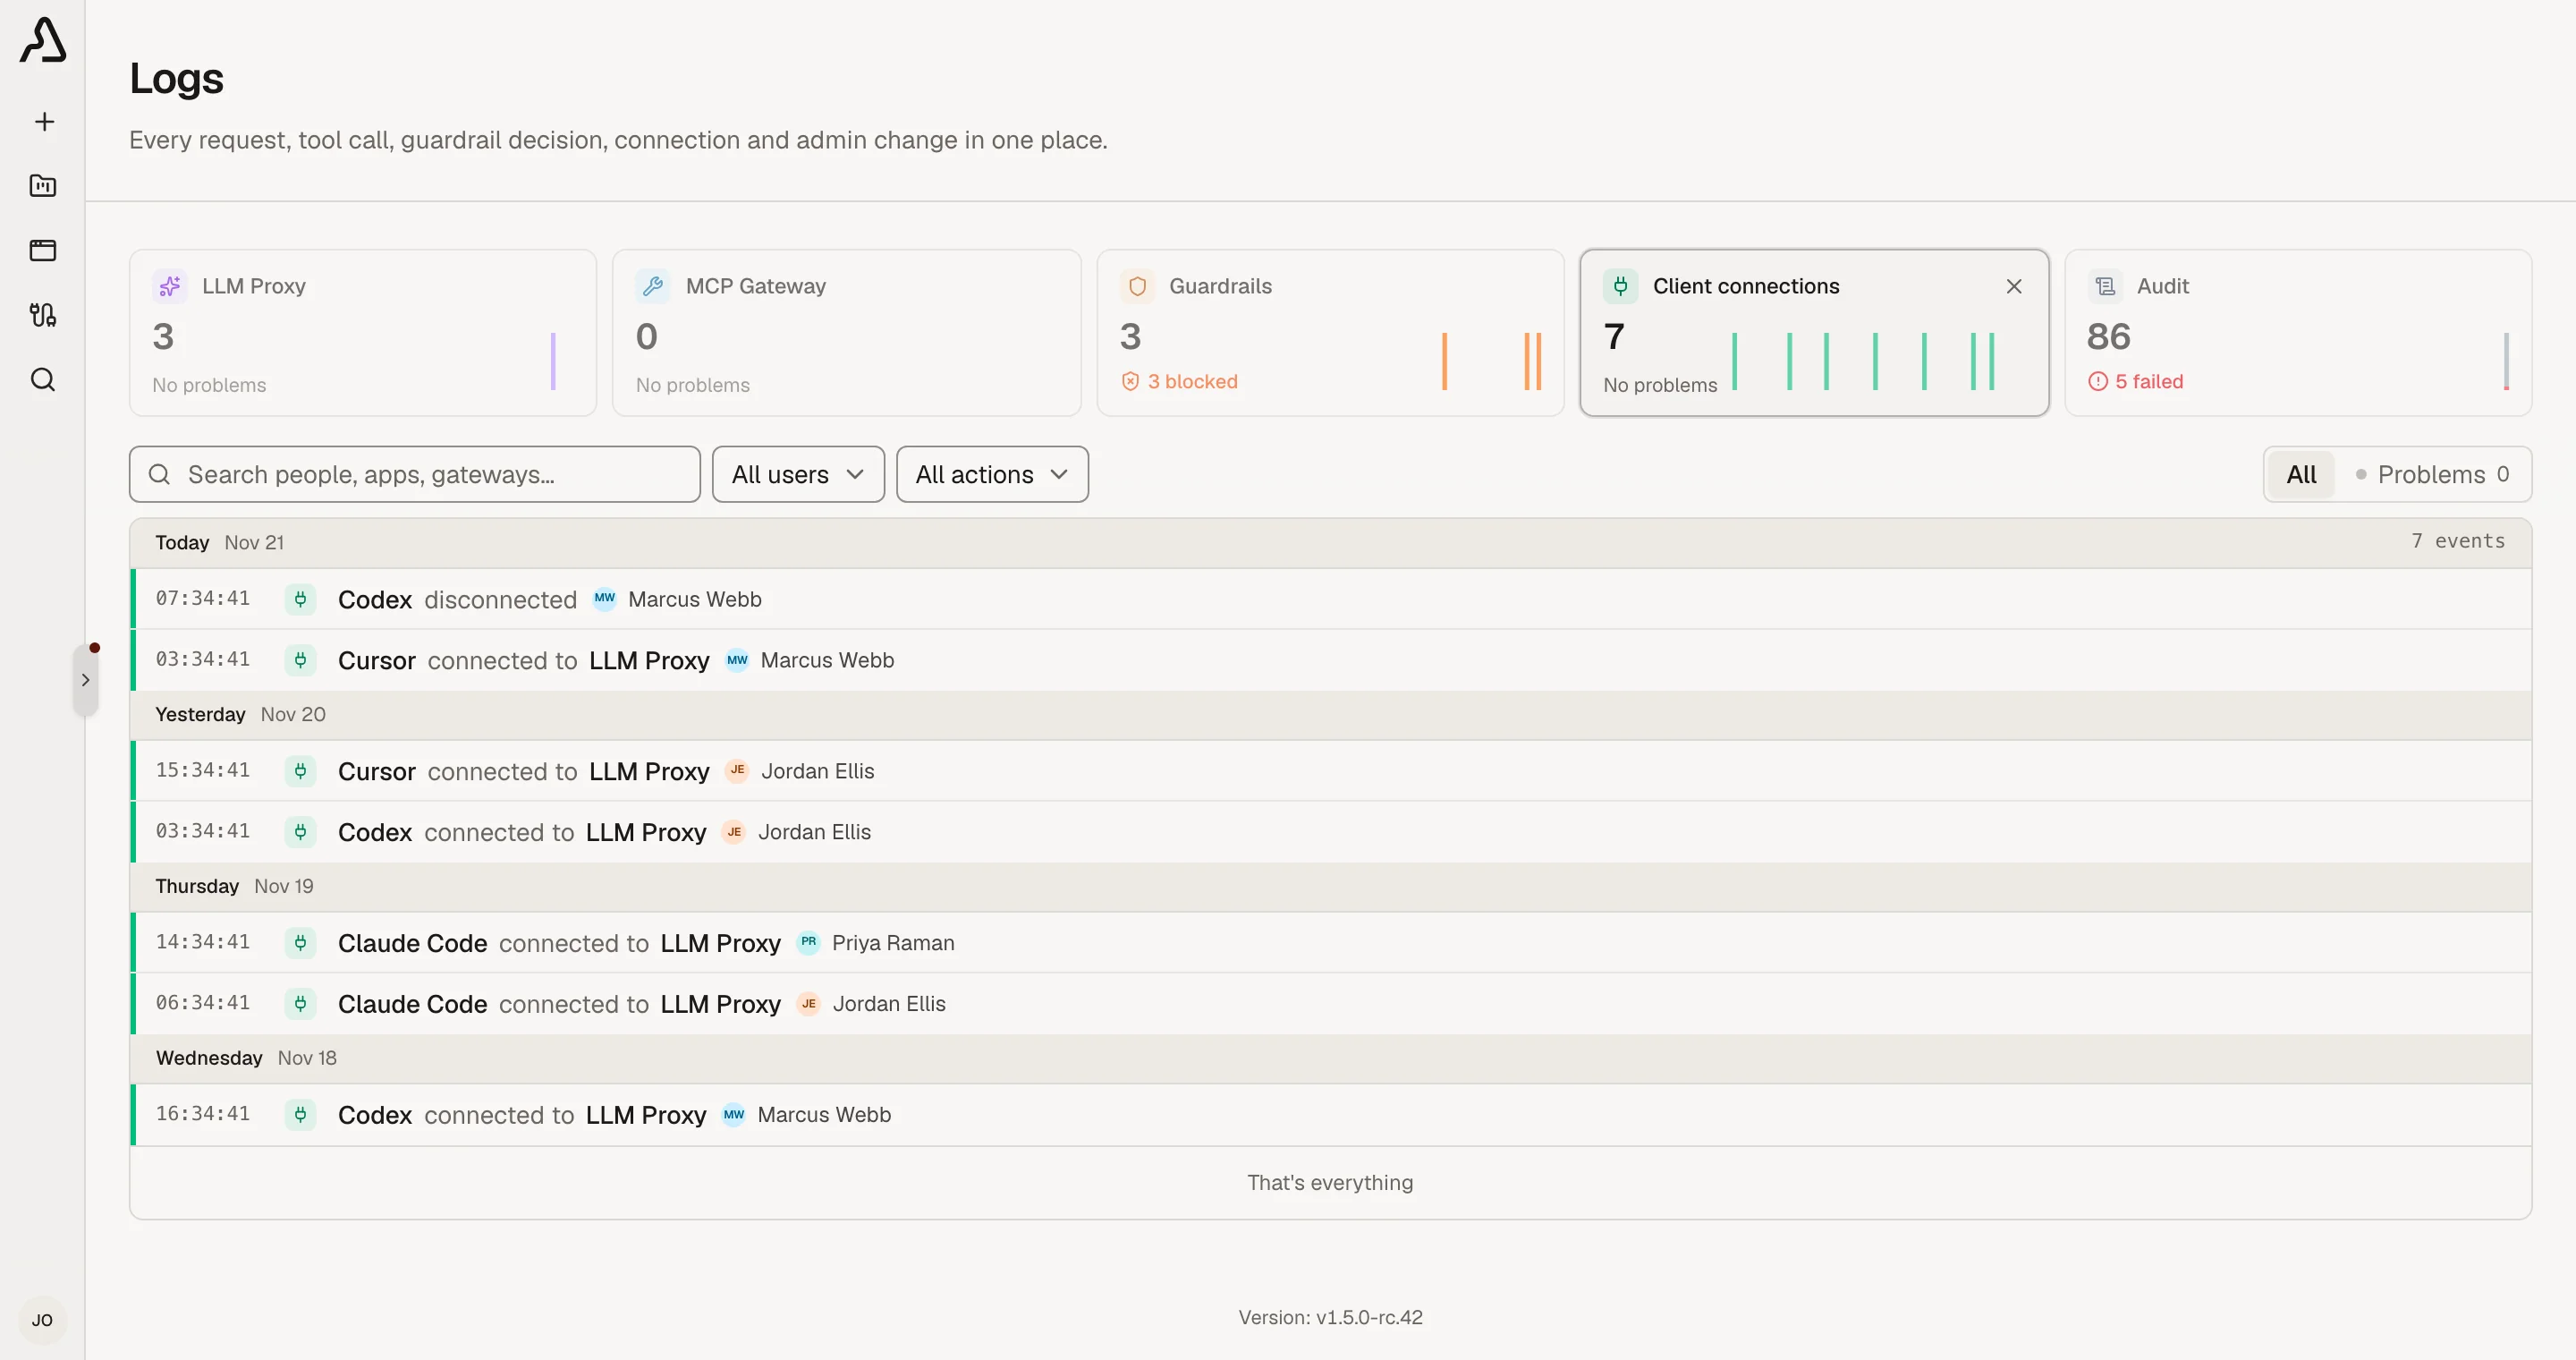 Logs
Every request, tool call, guardrail decision, connection and admin change in one place.
LLM Proxy
3
No problems
MCP Gateway
0
No problems
Guardrails
3
3 blocked
Client connections
7
No problems
Audit
86
5 failed
Search people, apps, gateways...
All users
All actions
All
Problems 0
Today Nov 21
7 events
07:34:41 Codex disconnected MW Marcus Webb
03:34:41 Cursor connected to LLM Proxy MW Marcus Webb
Yesterday Nov 20
15:34:41 Cursor connected to LLM Proxy JE Jordan Ellis
03:34:41 Codex connected to LLM Proxy JE Jordan Ellis
Thursday Nov 19
14:34:41 Claude Code connected to LLM Proxy PR Priya Raman
06:34:41 Claude Code connected to LLM Proxy JE Jordan Ellis
Wednesday Nov 18
16:34:41 Codex connected to LLM Proxy MW Marcus Webb
That's everything
JO
Version: v1.5.0-rc.42